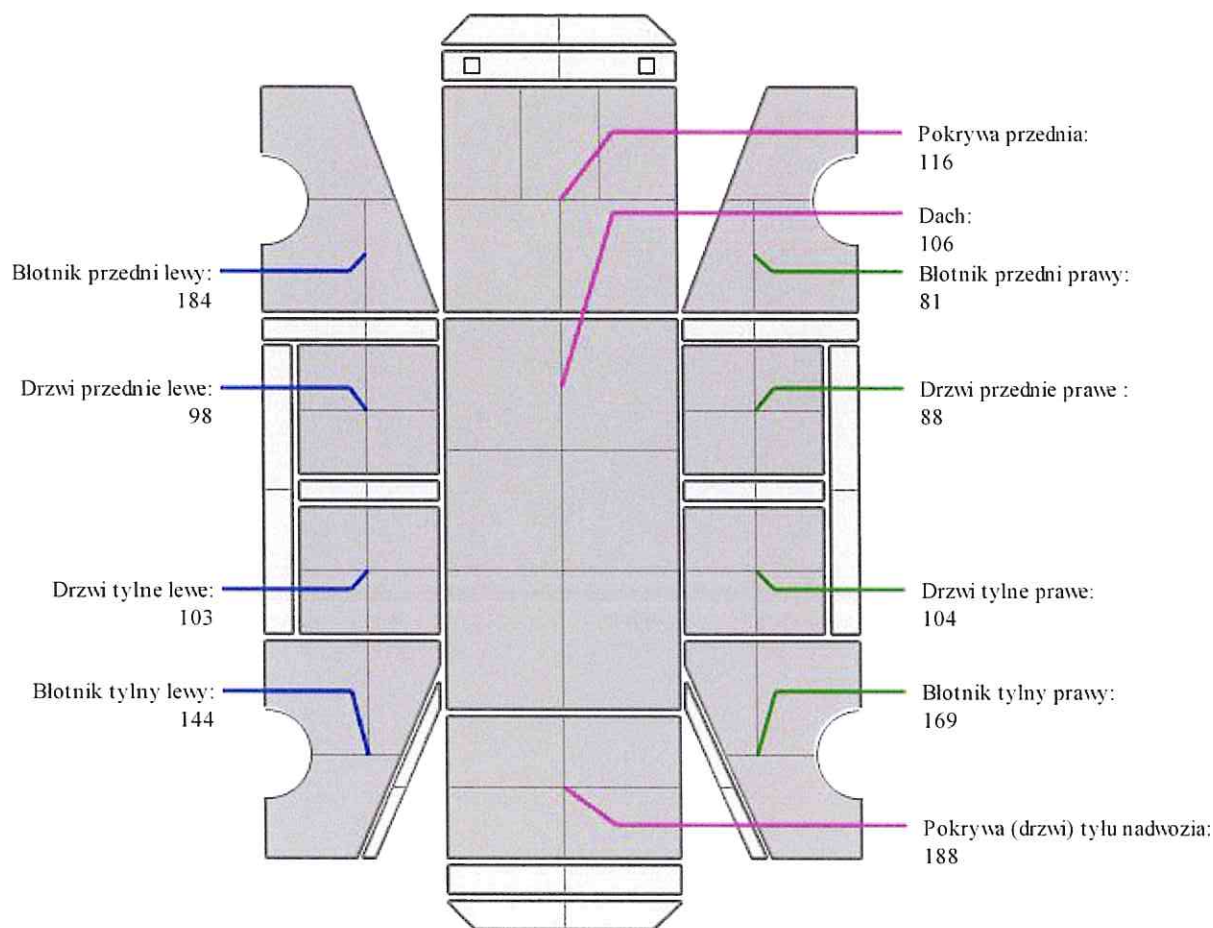 Pokrywa przednia:
116
Dach:
106
Błotnik przedni lewy:
184
Błotnik przedni prawy:
81
Drzwi przednie lewe:
98
Drzwi przednie prawe :
88
Drzwi tylne lewe:
103
Drzwi tylne prawe:
104
Błotnik tylny lewy:
144
Błotnik tylny prawy:
169
Pokrywa (drzwi) tyłu nadwozia:
188